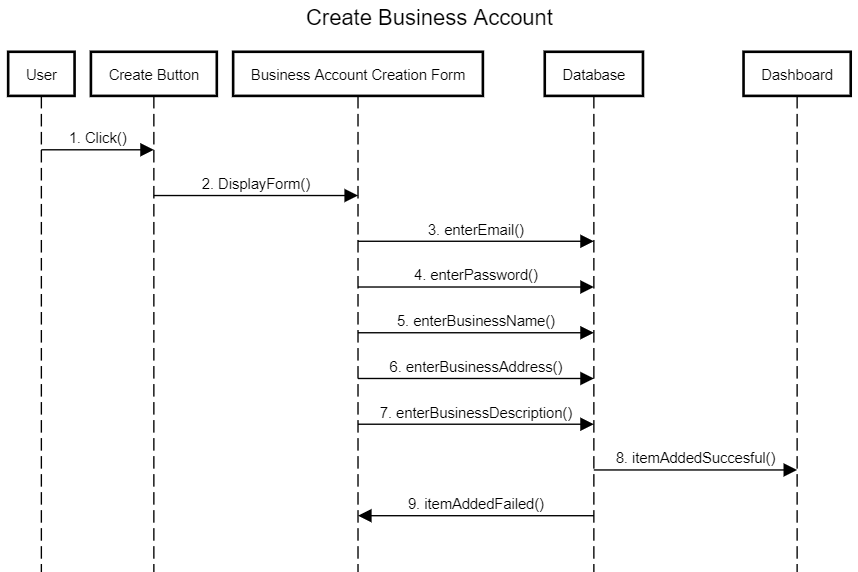 Create Business Account
User
Create Button
Business Account Creation Form
Database
Dashboard
1. Click()
2. DisplayForm()
3. enterEmail()
4. enterPassword()
5. enterBusinessName()
6. enterBusinessAddress()
7. enterBusinessDescription()
8. itemAddedSuccesful()
9. itemAddedFailed()